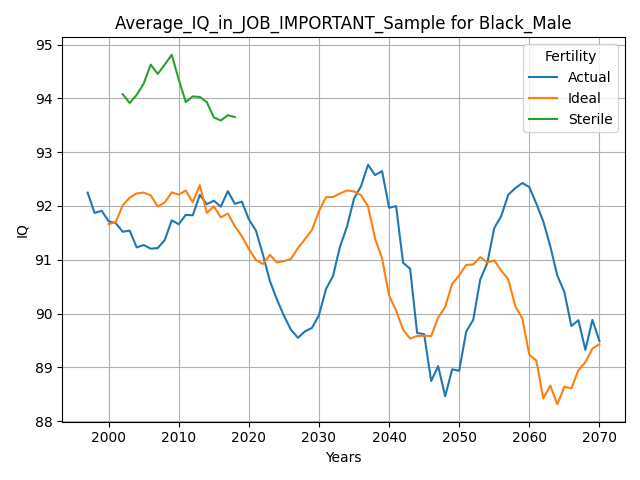 Average_IQ_in_JOB_IMPORTANT_Sample for Black_Male
95
94
93
92
91
90
89
88
IQ
Fertility
Actual
Ideal
Sterile
2000 2010 2020 2030 2040 2050 2060 2070
Years